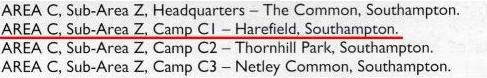 AREA C, Sub-Area Z, Headquarters – The Common, Southampton.
AREA C, Sub-Area Z, Camp C1 – Harefield, Southampton.
AREA C, Sub-Area Z, Camp C2 – Thornhill Park, Southampton.
AREA C, Sub-Area Z, Camp C3 – Netley Common, Southampton.